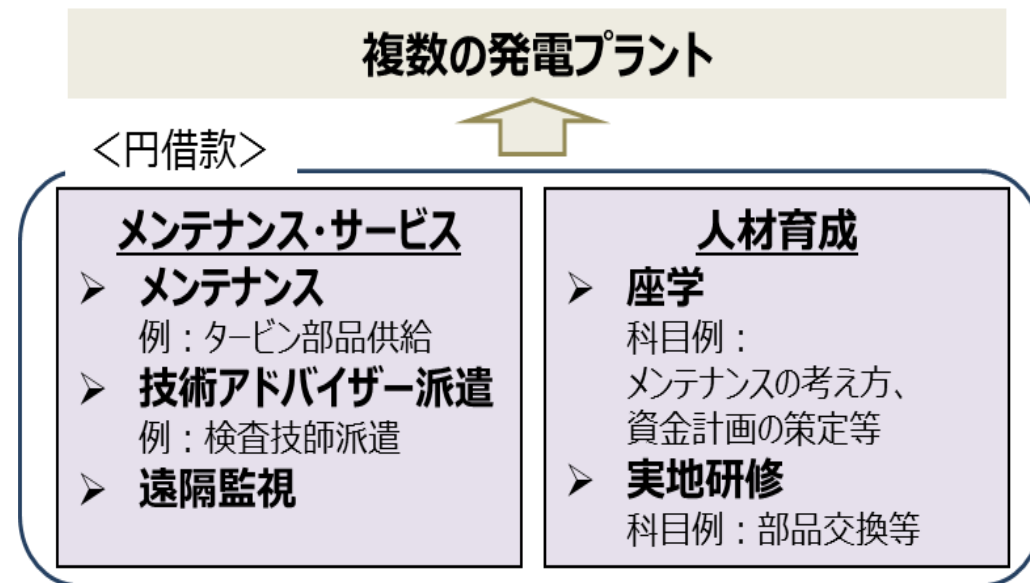 複数の発電プラント
＜円借款＞
メンテナンス・サービス
➢ メンテナンス
例：タービン部品供給
➢ 技術アドバイザー派遣
例：検査技師派遣
➢ 遠隔監視
人材育成
➢ 座学
科目例：
メンテナンスの考え方、
資金計画の策定等
➢ 実地研修
科目例：部品交換等